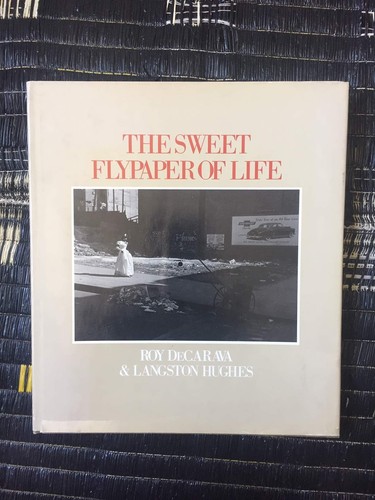 THE SWEET
FLYPAPER OF LIFE
ROY DECARAVA
& LANGSTON HUGHES